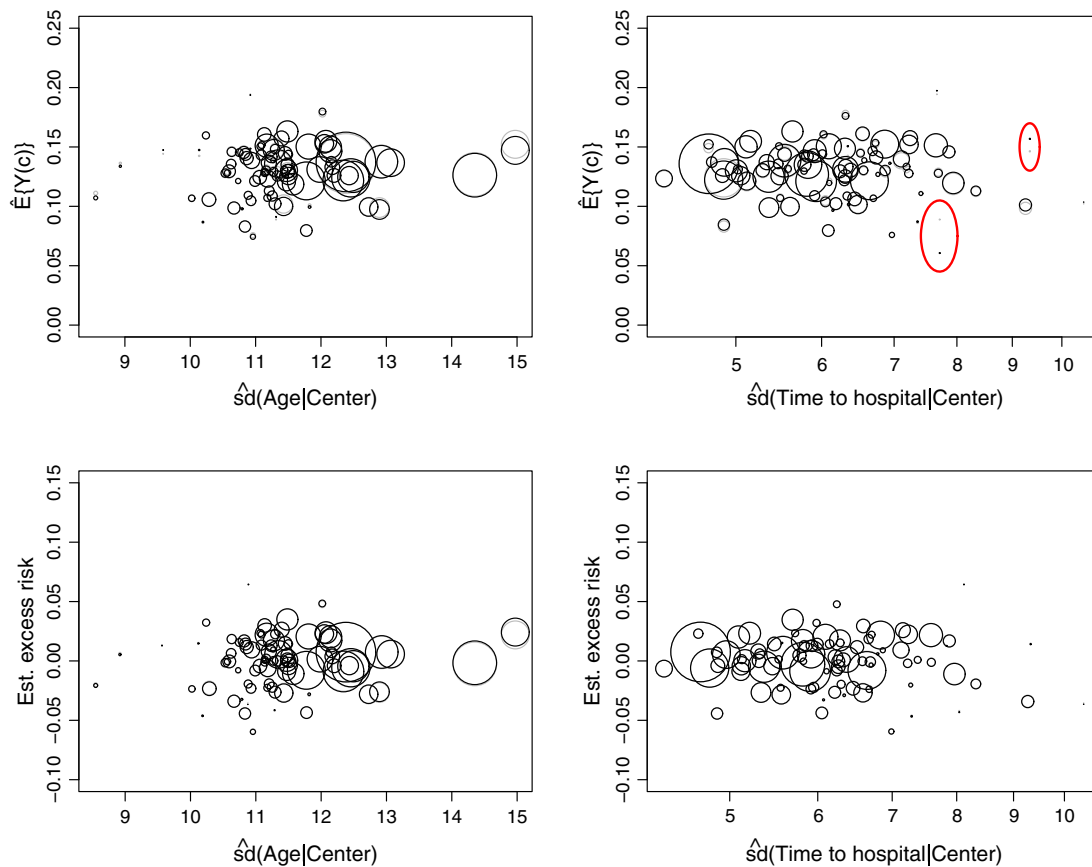 0.00 0.05 0.10 0.15 0.20 0.25
Ê{Y(c)}
9 10 11 12 13 14 15
ŝd(Age|Center)
0.00 0.05 0.10 0.15 0.20 0.25
Ê{Y(c)}
5 6 7 8 9 10
ŝd(Time to hospital|Center)
−0.10 −0.05 0.00 0.05 0.10 0.15
Est. excess risk
9 10 11 12 13 14 15
ŝd(Age|Center)
−0.10 −0.05 0.00 0.05 0.10 0.15
Est. excess risk
5 6 7 8 9 10
ŝd(Time to hospital|Center)